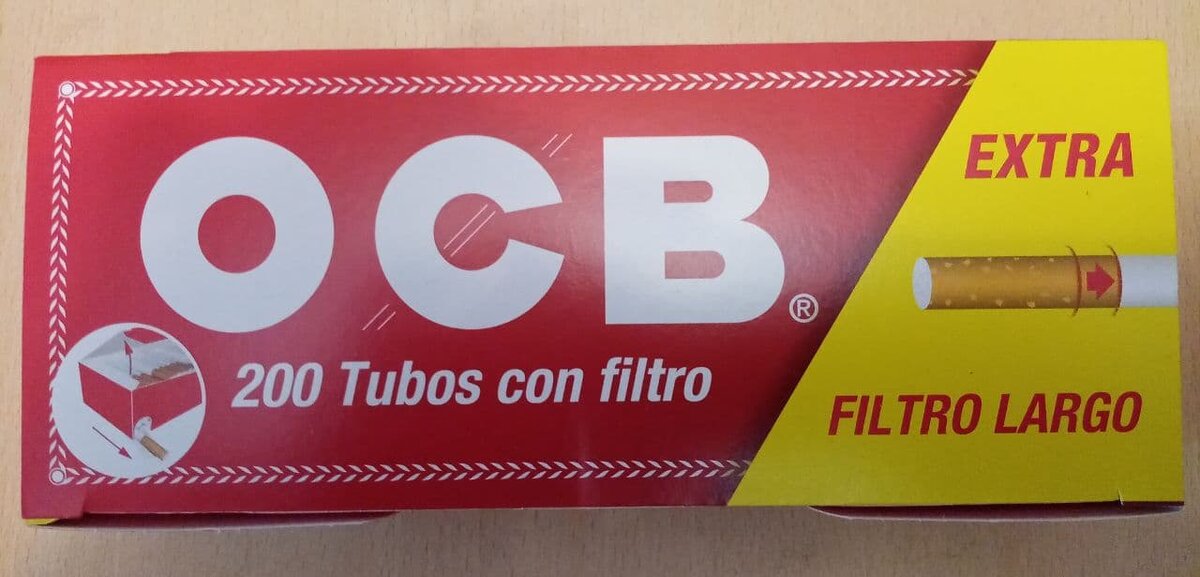 OCB®
200 Tubos con filtro
EXTRA
FILTRO LARGO